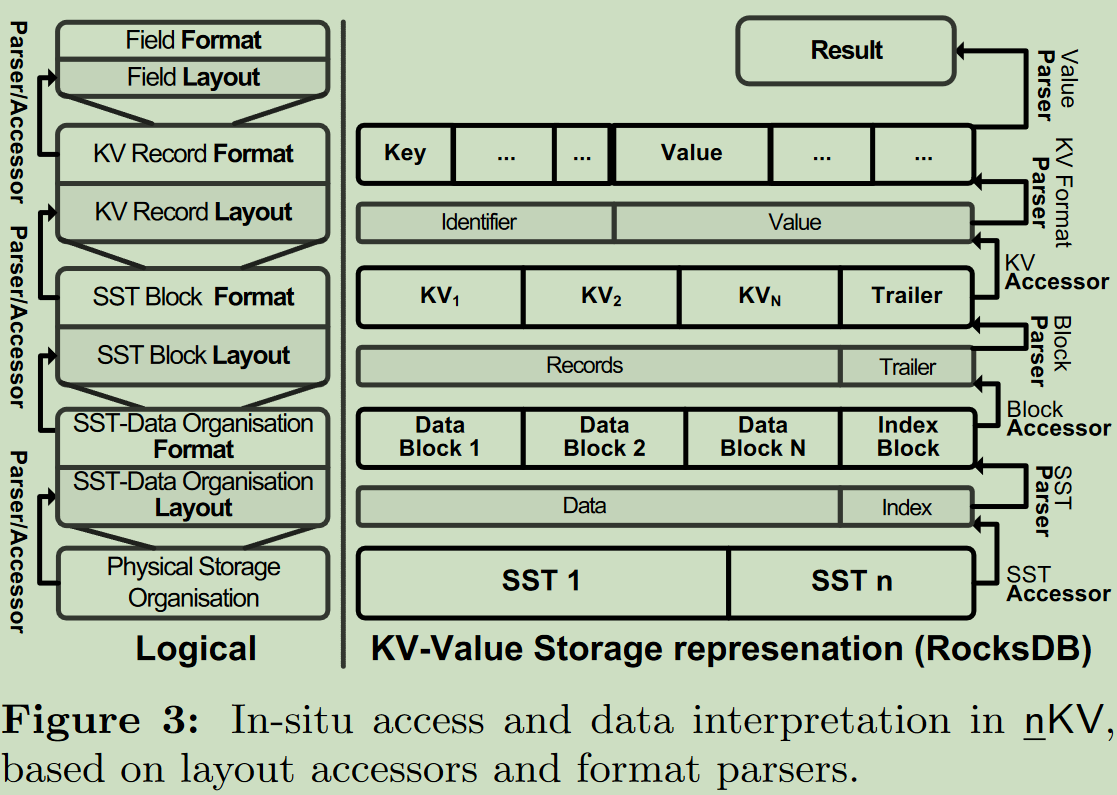 Field Format
Field Layout
KV Record Format
KV Record Layout
SST Block Format
SST Block Layout
SST-Data Organisation
Format
SST-Data Organisation
Layout
Physical Storage
Organisation
Parser/Accessor
Parser/Accessor
Parser/Accessor
Logical
Result
Key ... ... Value ... ...
Identifier Value
KV1 KV2 KVN Trailer
Records Trailer
Data
Block 1
Data
Block 2
Data
Block N
Index
Block
Data Index
SST 1 SST n
Value
Parser
KV Format
Parser
KV
Accessor
Block
Parser
Block
Accessor
SST
Parser
SST
Accessor
KV-Value Storage represenation (RocksDB)
Figure 3: In-situ access and data interpretation in nKV,
based on layout accessors and format parsers.